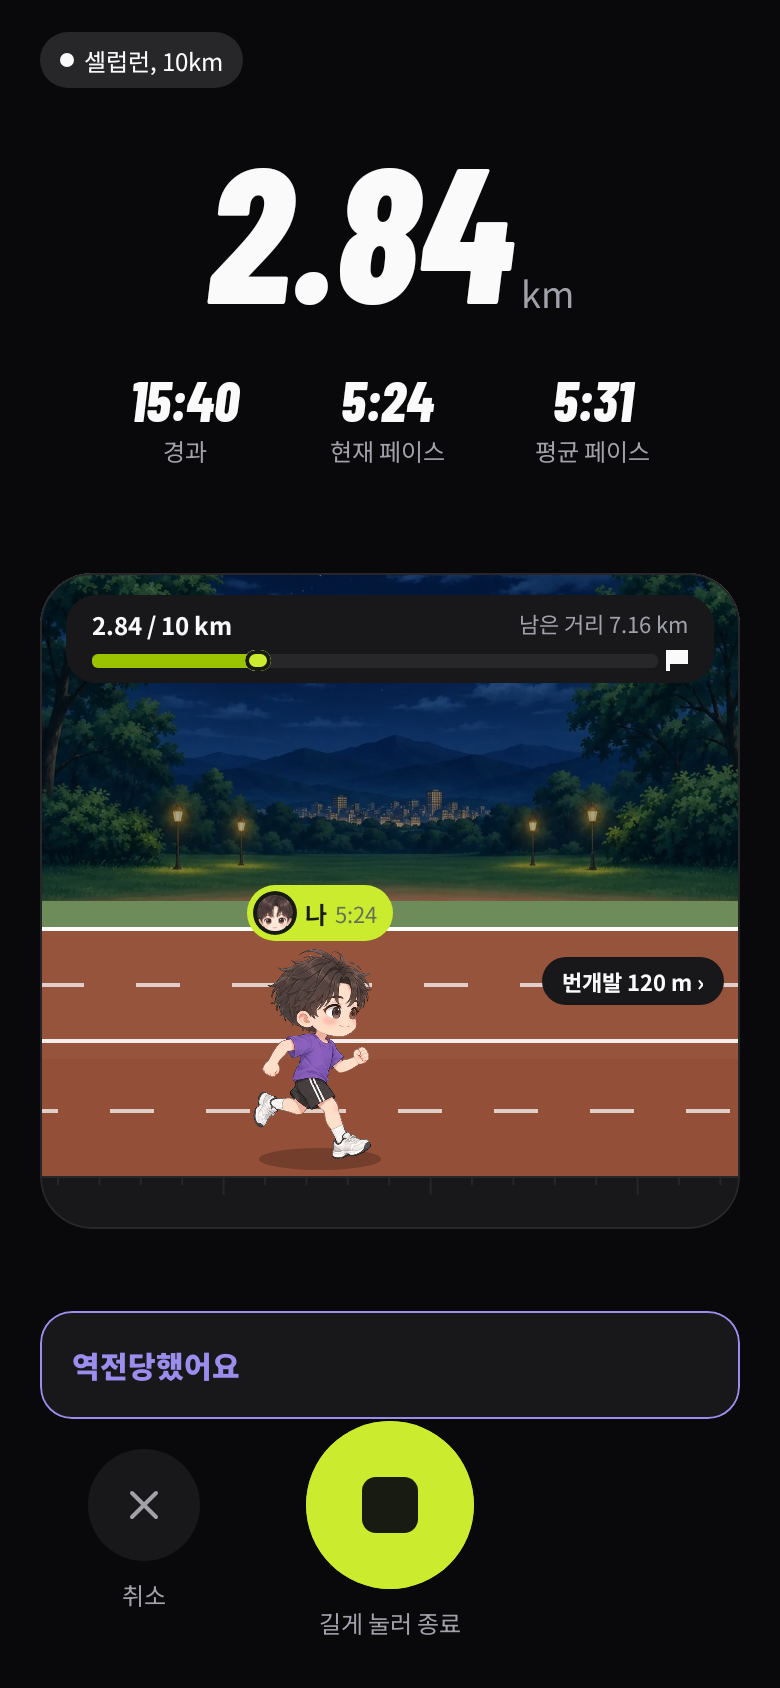 셀럽런, 10km
2.84 km
15:40 5:24 5:31
경과 현재 페이스 평균 페이스
2.84 / 10 km 남은 거리 7.16 km
나 5:24
번개발 120 m ›
역전당했어요
취소
길게 눌러 종료